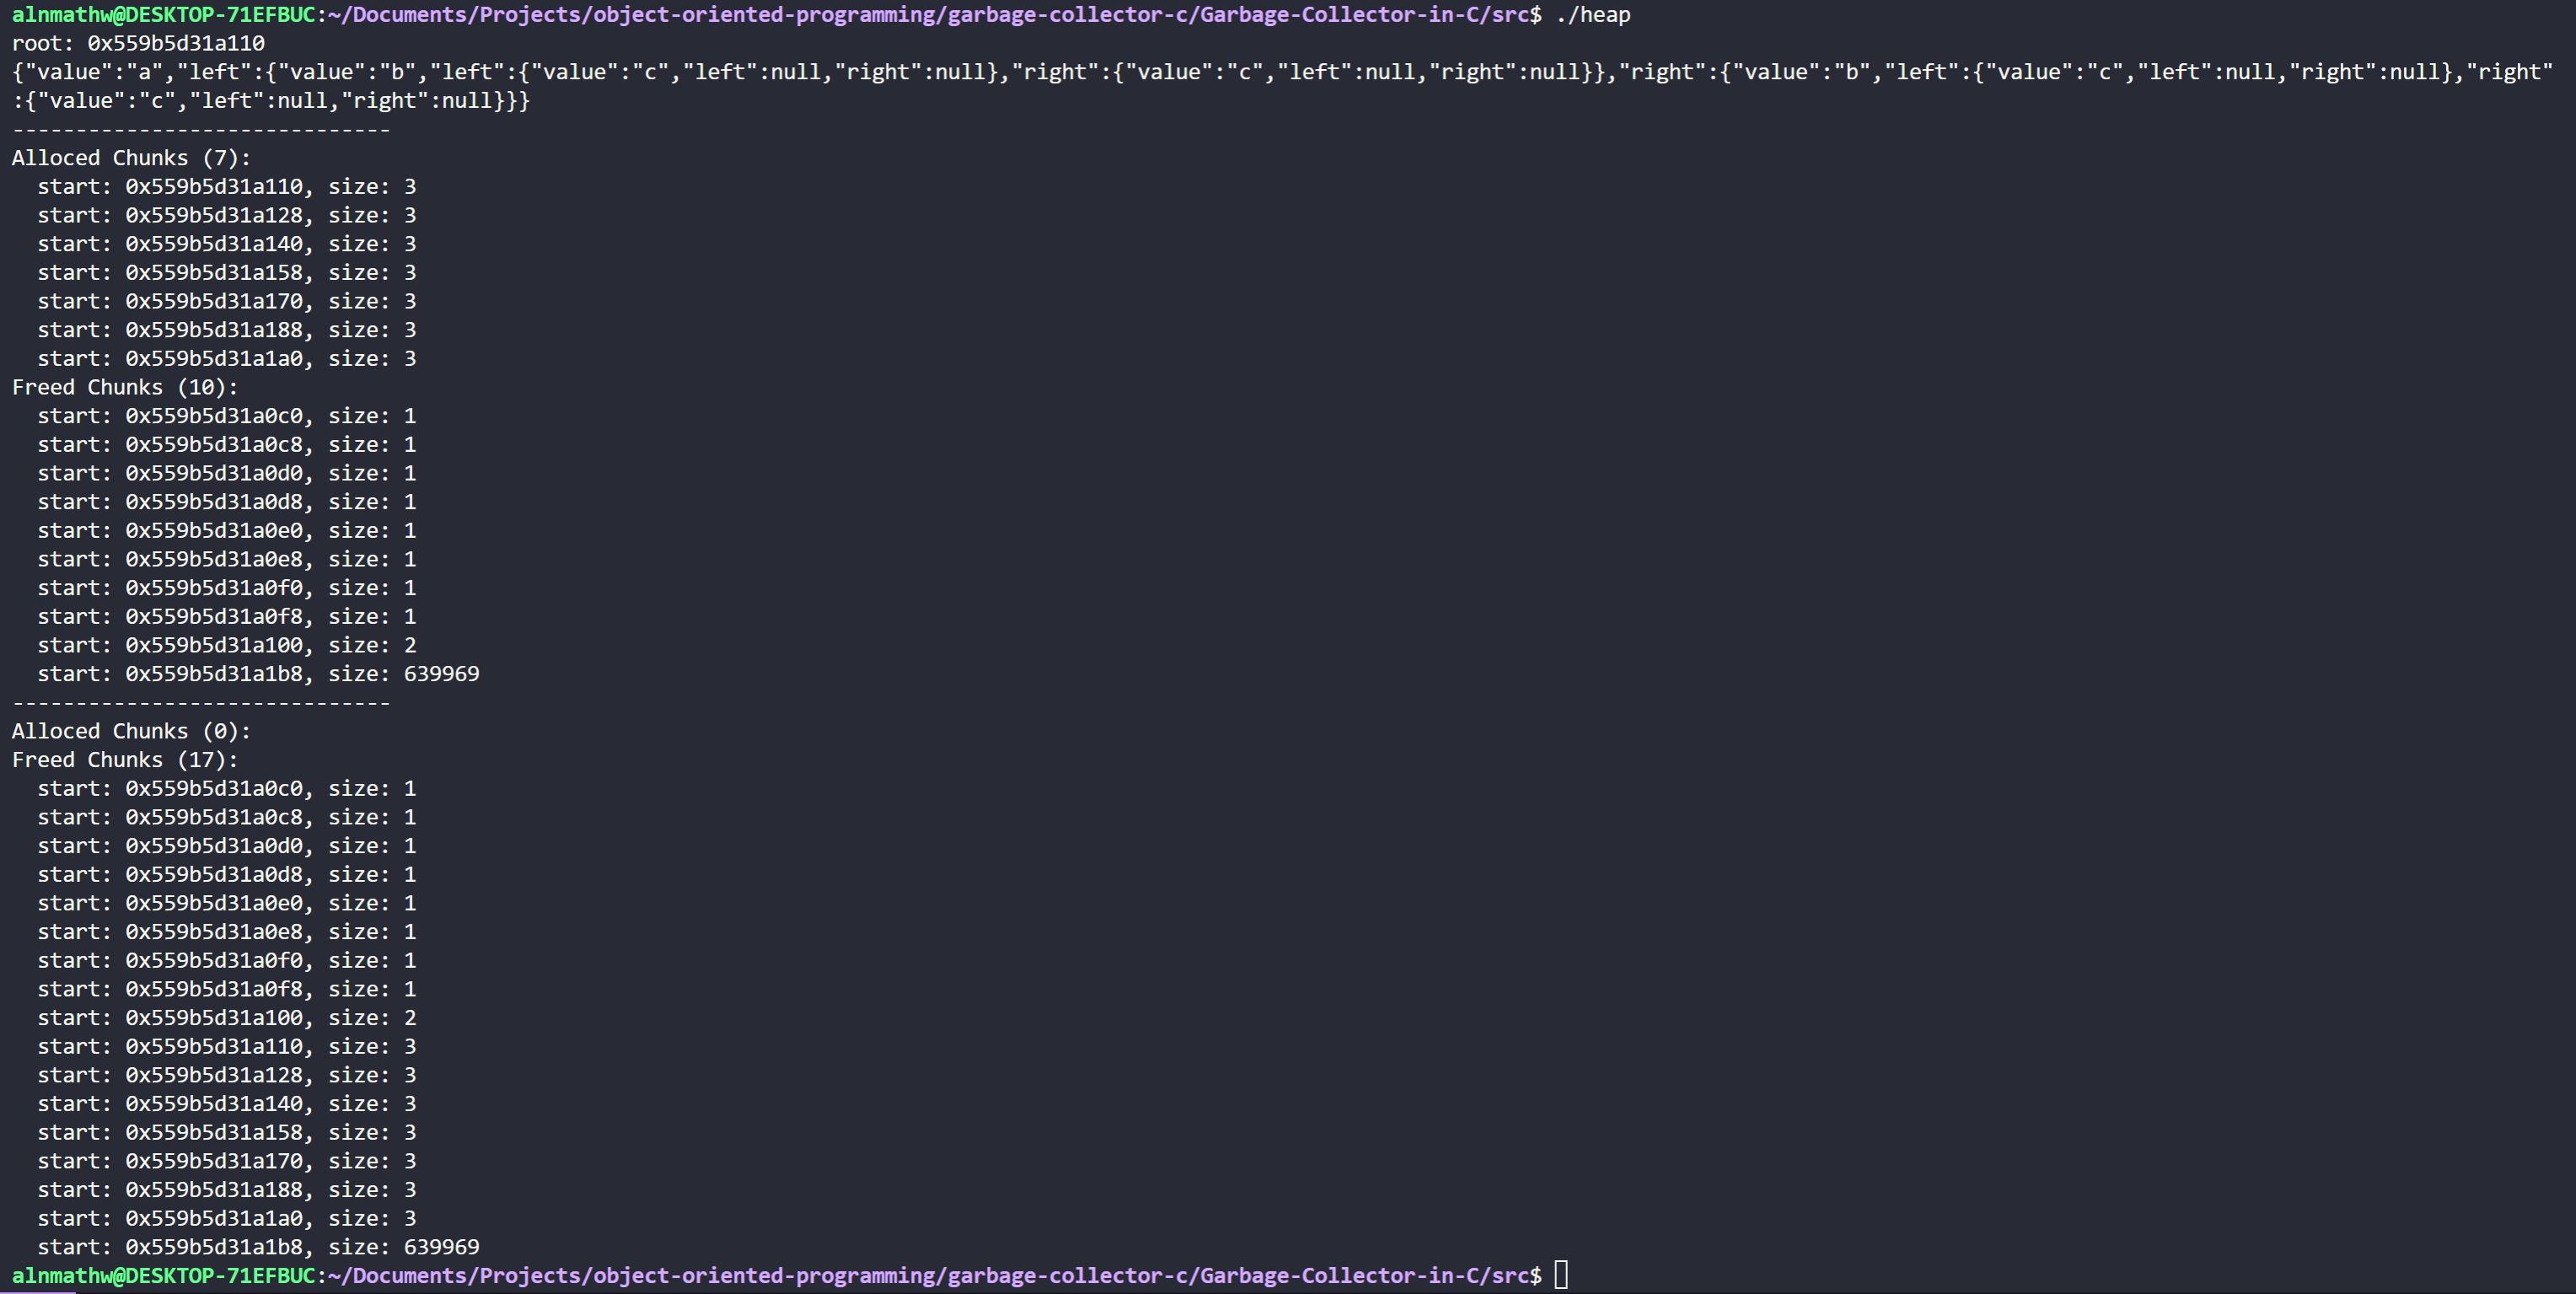 alnmathw@DESKTOP-71EFBUC:~/Documents/Projects/object-oriented-programming/garbage-collector-c/Garbage-Collector-in-C/src$ ./heap
root: 0x559b5d31a110
{"value":"a","left":{"value":"b","left":{"value":"c","left":null,"right":null},"right":{"value":"c","left":null,"right":null}},"right":{"value":"b","left":{"value":"c","left":null,"right":null},"right"
:{"value":"c","left":null,"right":null}}}
------------------------------
Alloced Chunks (7):
  start: 0x559b5d31a110, size: 3
  start: 0x559b5d31a128, size: 3
  start: 0x559b5d31a140, size: 3
  start: 0x559b5d31a158, size: 3
  start: 0x559b5d31a170, size: 3
  start: 0x559b5d31a188, size: 3
  start: 0x559b5d31a1a0, size: 3
Freed Chunks (10):
  start: 0x559b5d31a0c0, size: 1
  start: 0x559b5d31a0c8, size: 1
  start: 0x559b5d31a0d0, size: 1
  start: 0x559b5d31a0d8, size: 1
  start: 0x559b5d31a0e0, size: 1
  start: 0x559b5d31a0e8, size: 1
  start: 0x559b5d31a0f0, size: 1
  start: 0x559b5d31a0f8, size: 1
  start: 0x559b5d31a100, size: 2
  start: 0x559b5d31a1b8, size: 639969
------------------------------
Alloced Chunks (0):
Freed Chunks (17):
  start: 0x559b5d31a0c0, size: 1
  start: 0x559b5d31a0c8, size: 1
  start: 0x559b5d31a0d0, size: 1
  start: 0x559b5d31a0d8, size: 1
  start: 0x559b5d31a0e0, size: 1
  start: 0x559b5d31a0e8, size: 1
  start: 0x559b5d31a0f0, size: 1
  start: 0x559b5d31a0f8, size: 1
  start: 0x559b5d31a100, size: 2
  start: 0x559b5d31a110, size: 3
  start: 0x559b5d31a128, size: 3
  start: 0x559b5d31a140, size: 3
  start: 0x559b5d31a158, size: 3
  start: 0x559b5d31a170, size: 3
  start: 0x559b5d31a188, size: 3
  start: 0x559b5d31a1a0, size: 3
  start: 0x559b5d31a1b8, size: 639969
alnmathw@DESKTOP-71EFBUC:~/Documents/Projects/object-oriented-programming/garbage-collector-c/Garbage-Collector-in-C/src$